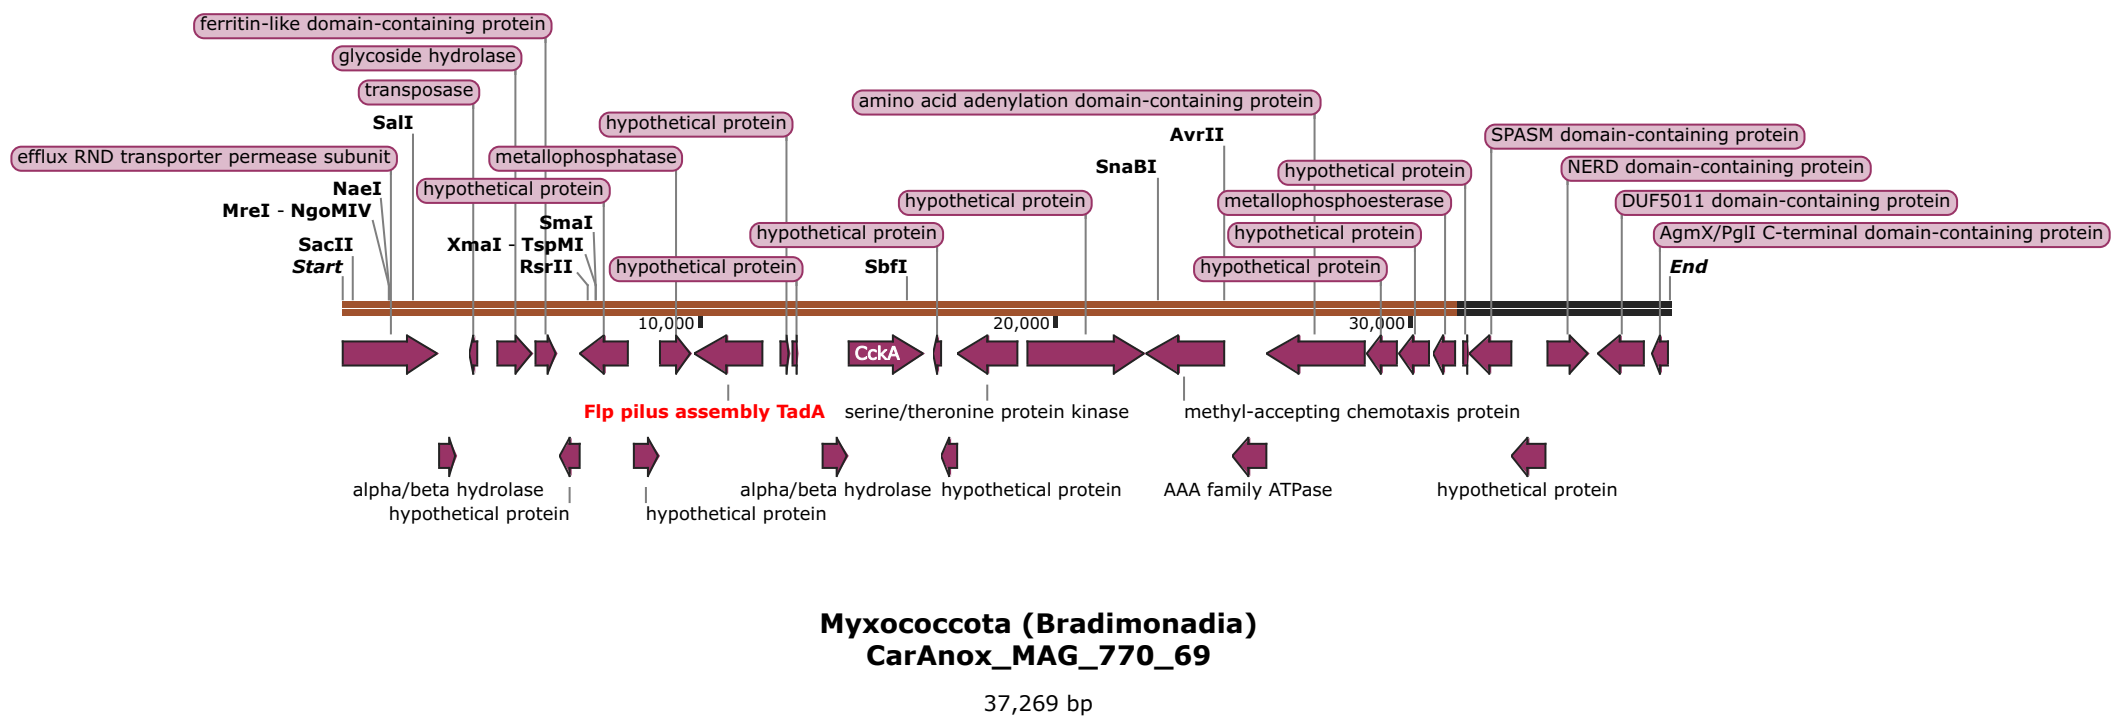 ferritin-like domain-containing protein
glycoside hydrolase
transposase
amino acid adenylation domain-containing protein
SalI
hypothetical protein
AvrII
SPASM domain-containing protein
efflux RND transporter permease subunit
metallophosphatase
SnaBI
NERD domain-containing protein
hypothetical protein
NaeI
hypothetical protein
MreI - NgoMIV
hypothetical protein
metallophosphoesterase
DUF5011 domain-containing protein
SmaI
hypothetical protein
hypothetical protein
AgmX/PglI C-terminal domain-containing protein
SacII
XmaI - TspMI
Start
RsrII
hypothetical protein
SbfI
hypothetical protein
End
10,000
20,000
30,000
CckA
Flp pilus assembly TadA
serine/theronine protein kinase
methyl-accepting chemotaxis protein
alpha/beta hydrolase
alpha/beta hydrolase
hypothetical protein
AAA family ATPase
hypothetical protein
hypothetical protein
hypothetical protein
Myxococcota (Bradimonadia)
CarAnox_MAG_770_69
37,269 bp